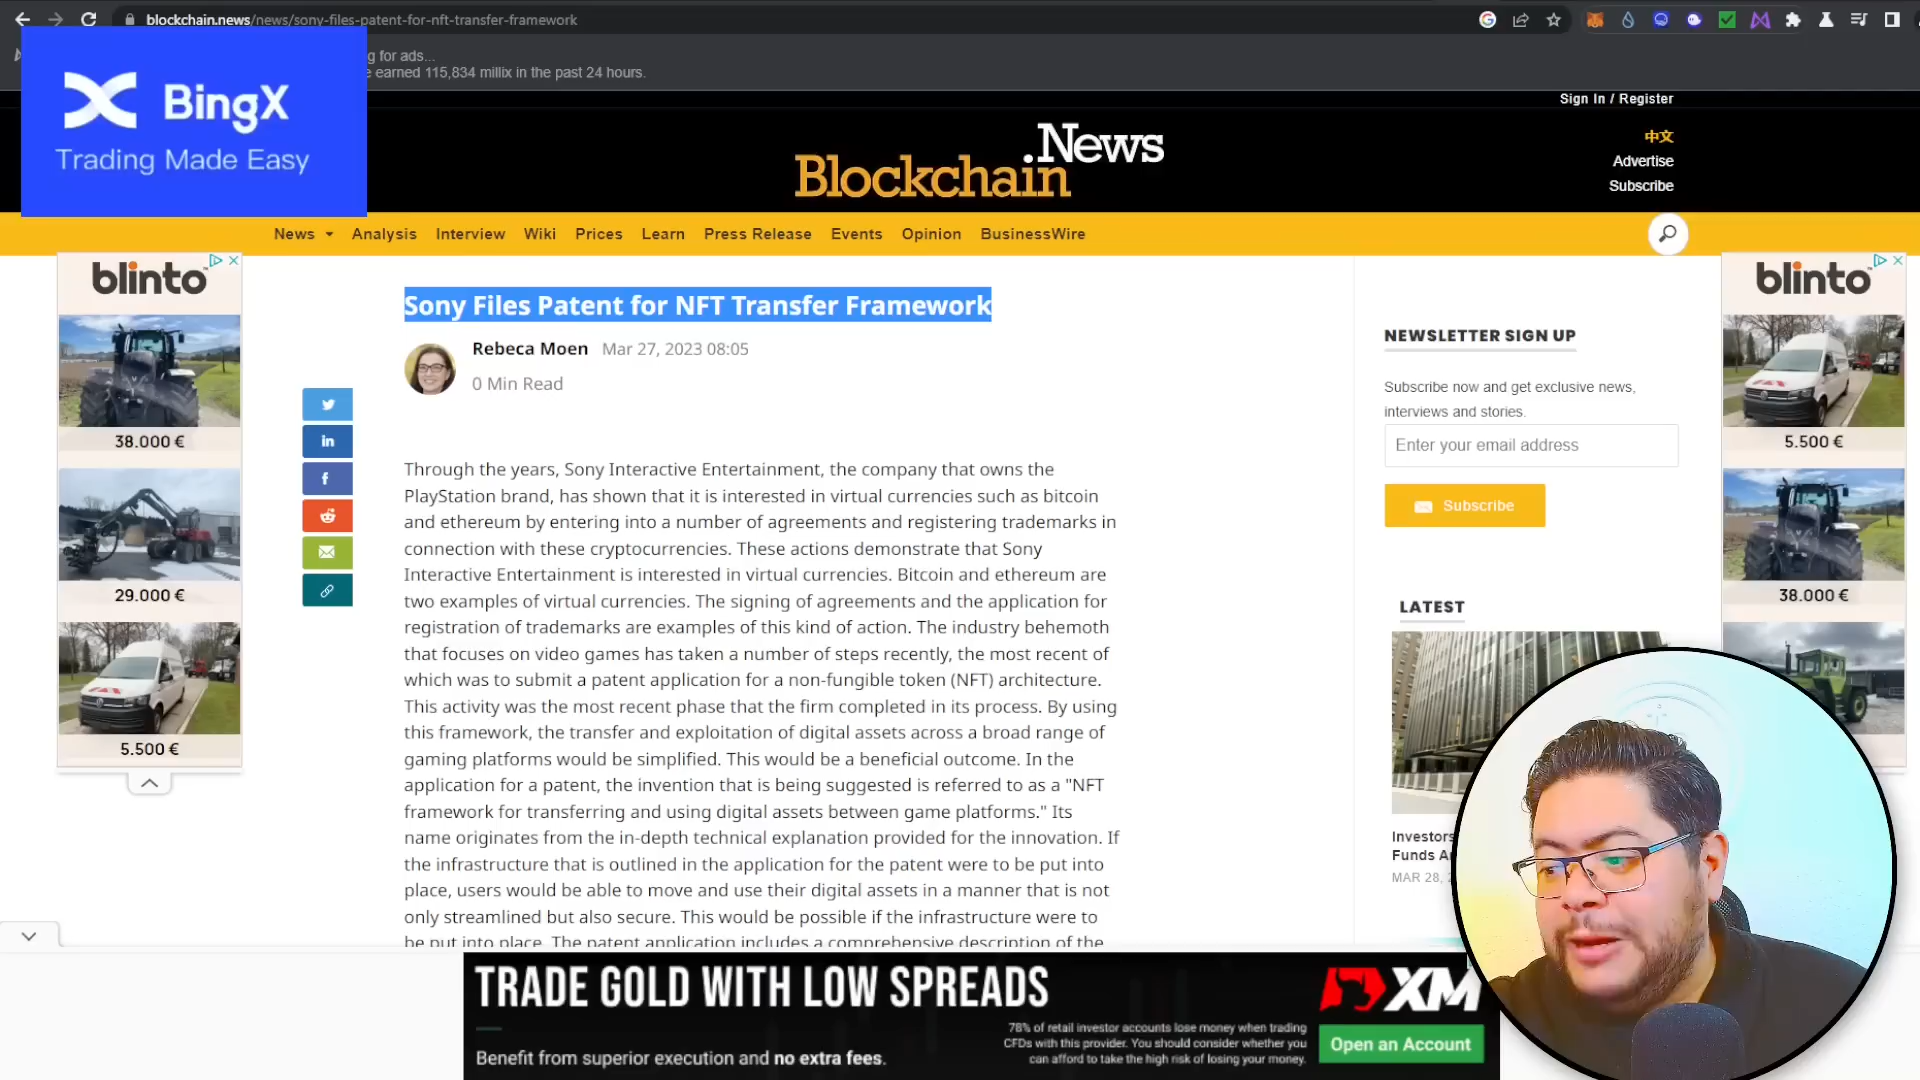 blockchain.news/news/sony-files-patent-for-nft-transfer-framework
g for ads...
e earned 115,834 millix in the past 24 hours.
BingX
Trading Made Easy
Sign In / Register
Blockchain.News
中文
Advertise
Subscribe
News Analysis Interview Wiki Prices Learn Press Release Events Opinion BusinessWire
blinto
38.000 €
29.000 €
5.500 €
Sony Files Patent for NFT Transfer Framework
Rebeca Moen Mar 27, 2023 08:05
0 Min Read
in
f
Through the years, Sony Interactive Entertainment, the company that owns the
PlayStation brand, has shown that it is interested in virtual currencies such as bitcoin
and ethereum by entering into a number of agreements and registering trademarks in
connection with these cryptocurrencies. These actions demonstrate that Sony
Interactive Entertainment is interested in virtual currencies. Bitcoin and ethereum are
two examples of virtual currencies. The signing of agreements and the application for
registration of trademarks are examples of this kind of action. The industry behemoth
that focuses on video games has taken a number of steps recently, the most recent of
which was to submit a patent application for a non-fungible token (NFT) architecture.
This activity was the most recent phase that the firm completed in its process. By using
this framework, the transfer and exploitation of digital assets across a broad range of
gaming platforms would be simplified. This would be a beneficial outcome. In the
application for a patent, the invention that is being suggested is referred to as a "NFT
framework for transferring and using digital assets between game platforms." Its
name originates from the in-depth technical explanation provided for the innovation. If
the infrastructure that is outlined in the application for the patent were to be put into
place, users would be able to move and use their digital assets in a manner that is not
only streamlined but also secure. This would be possible if the infrastructure were to
be put into place. The patent application includes a comprehensive description of the
NEWSLETTER SIGN UP
Subscribe now and get exclusive news,
interviews and stories.
Enter your email address
Subscribe
LATEST
Investors
Funds
MAR 28,
blinto
5.500 €
38.000 €
TRADE GOLD WITH LOW SPREADS
Benefit from superior execution and no extra fees.
78% of retail investor accounts lose money when trading
CFDs with this provider. You should consider whether you
can afford to take the high risk of losing your money.
XM
Open an Account